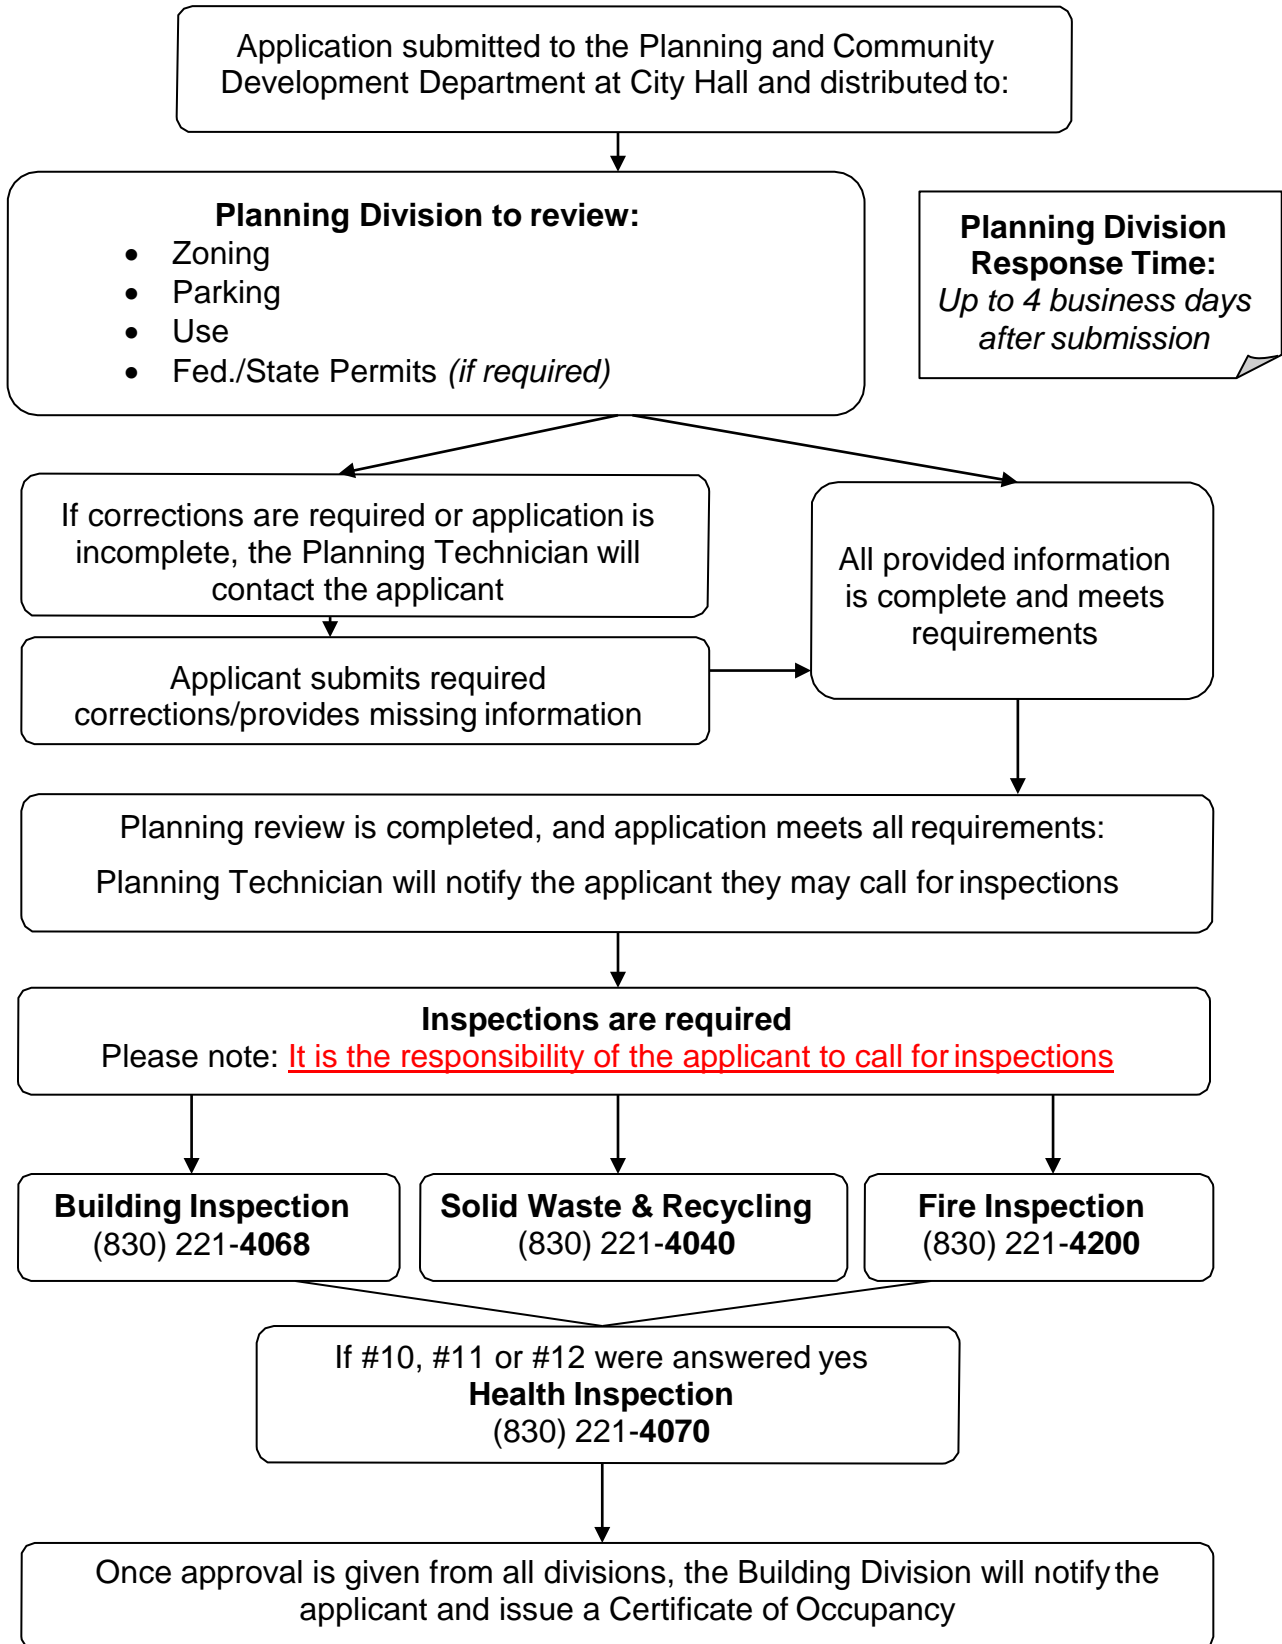 Application submitted to the Planning and Community
Development Department at City Hall and distributed to:
Planning Division to review:
• Zoning
• Parking
• Use
• Fed./State Permits (if required)
Planning Division
Response Time:
Up to 4 business days
after submission
If corrections are required or application is
incomplete, the Planning Technician will
contact the applicant
All provided information
is complete and meets
requirements
Applicant submits required
corrections/provides missing information
Planning review is completed, and application meets all requirements:
Planning Technician will notify the applicant they may call for inspections
Inspections are required
Please note: It is the responsibility of the applicant to call for inspections
Building Inspection
(830) 221-4068
Solid Waste & Recycling
(830) 221-4040
Fire Inspection
(830) 221-4200
If #10, #11 or #12 were answered yes
Health Inspection
(830) 221-4070
Once approval is given from all divisions, the Building Division will notify the
applicant and issue a Certificate of Occupancy